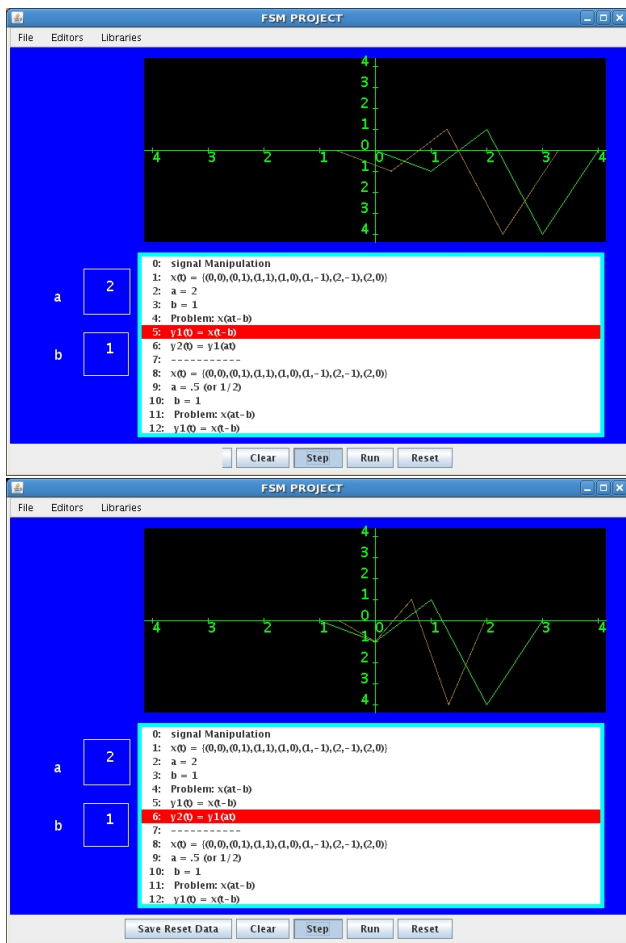 FSM PROJECT
File Editors Libraries
4
3
2
1
0
4 3 2 1 0 1 2 3 4
1
2
3
4
a 2
b 1
0: signal Manipulation
1: x(t) = {(0,0),(0,1),(1,1),(1,0),(1,-1),(2,-1),(2,0)}
2: a = 2
3: b = 1
4: Problem: x(at-b)
5: y1(t) = x(t-b)
6: y2(t) = y1(at)
7: -----------
8: x(t) = {(0,0),(0,1),(1,1),(1,0),(1,-1),(2,-1),(2,0)}
9: a = .5 (or 1/2)
10: b = 1
11: Problem: x(at-b)
12: y1(t) = x(t-b)
Clear Step Run Reset
FSM PROJECT
File Editors Libraries
4
3
2
1
0
4 3 2 1 0 1 2 3 4
1
2
3
4
a 2
b 1
0: signal Manipulation
1: x(t) = {(0,0),(0,1),(1,1),(1,0),(1,-1),(2,-1),(2,0)}
2: a = 2
3: b = 1
4: Problem: x(at-b)
5: y1(t) = x(t-b)
6: y2(t) = y1(at)
7: -----------
8: x(t) = {(0,0),(0,1),(1,1),(1,0),(1,-1),(2,-1),(2,0)}
9: a = .5 (or 1/2)
10: b = 1
11: Problem: x(at-b)
12: y1(t) = x(t-b)
Save Reset Data Clear Step Run Reset